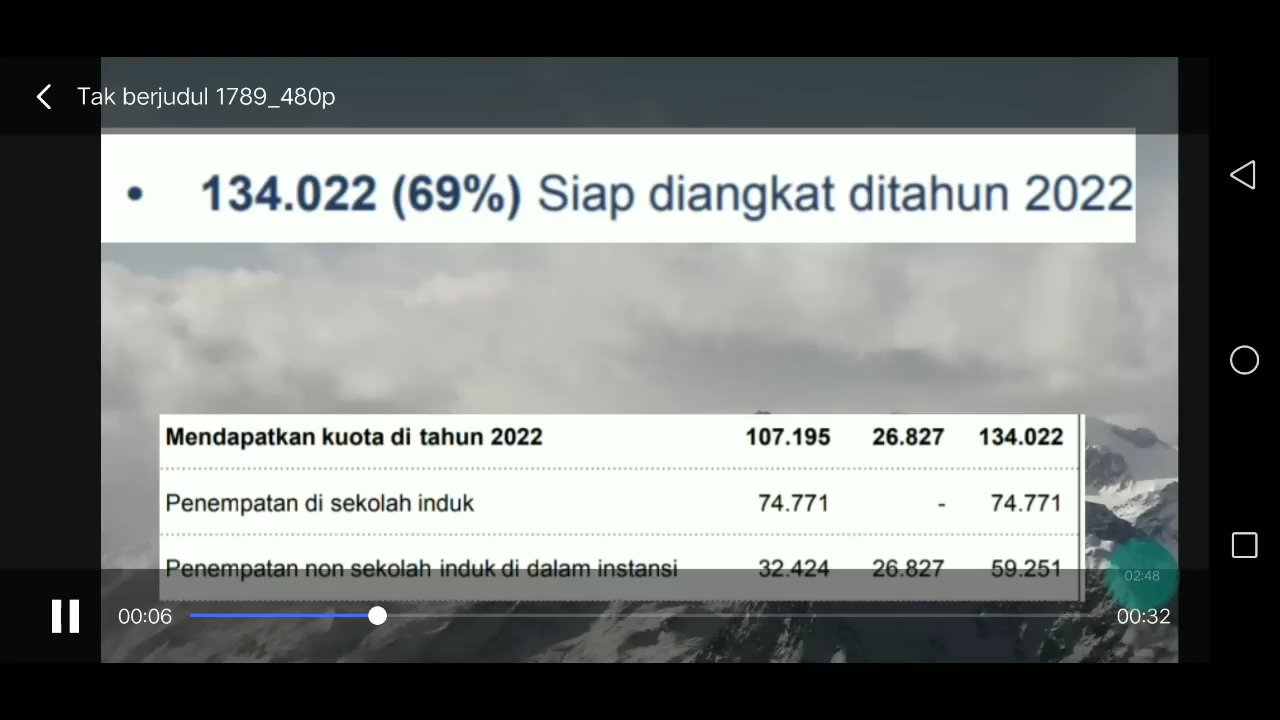 Tak berjudul 1789_480p
• 134.022 (69%) Siap diangkat ditahun 2022
Mendapatkan kuota di tahun 2022 107.195 26.827 134.022
Penempatan di sekolah induk 74.771 - 74.771
Penempatan non sekolah induk di dalam instansi 32.424 26.827 59.251
02:48
00:06 00:32